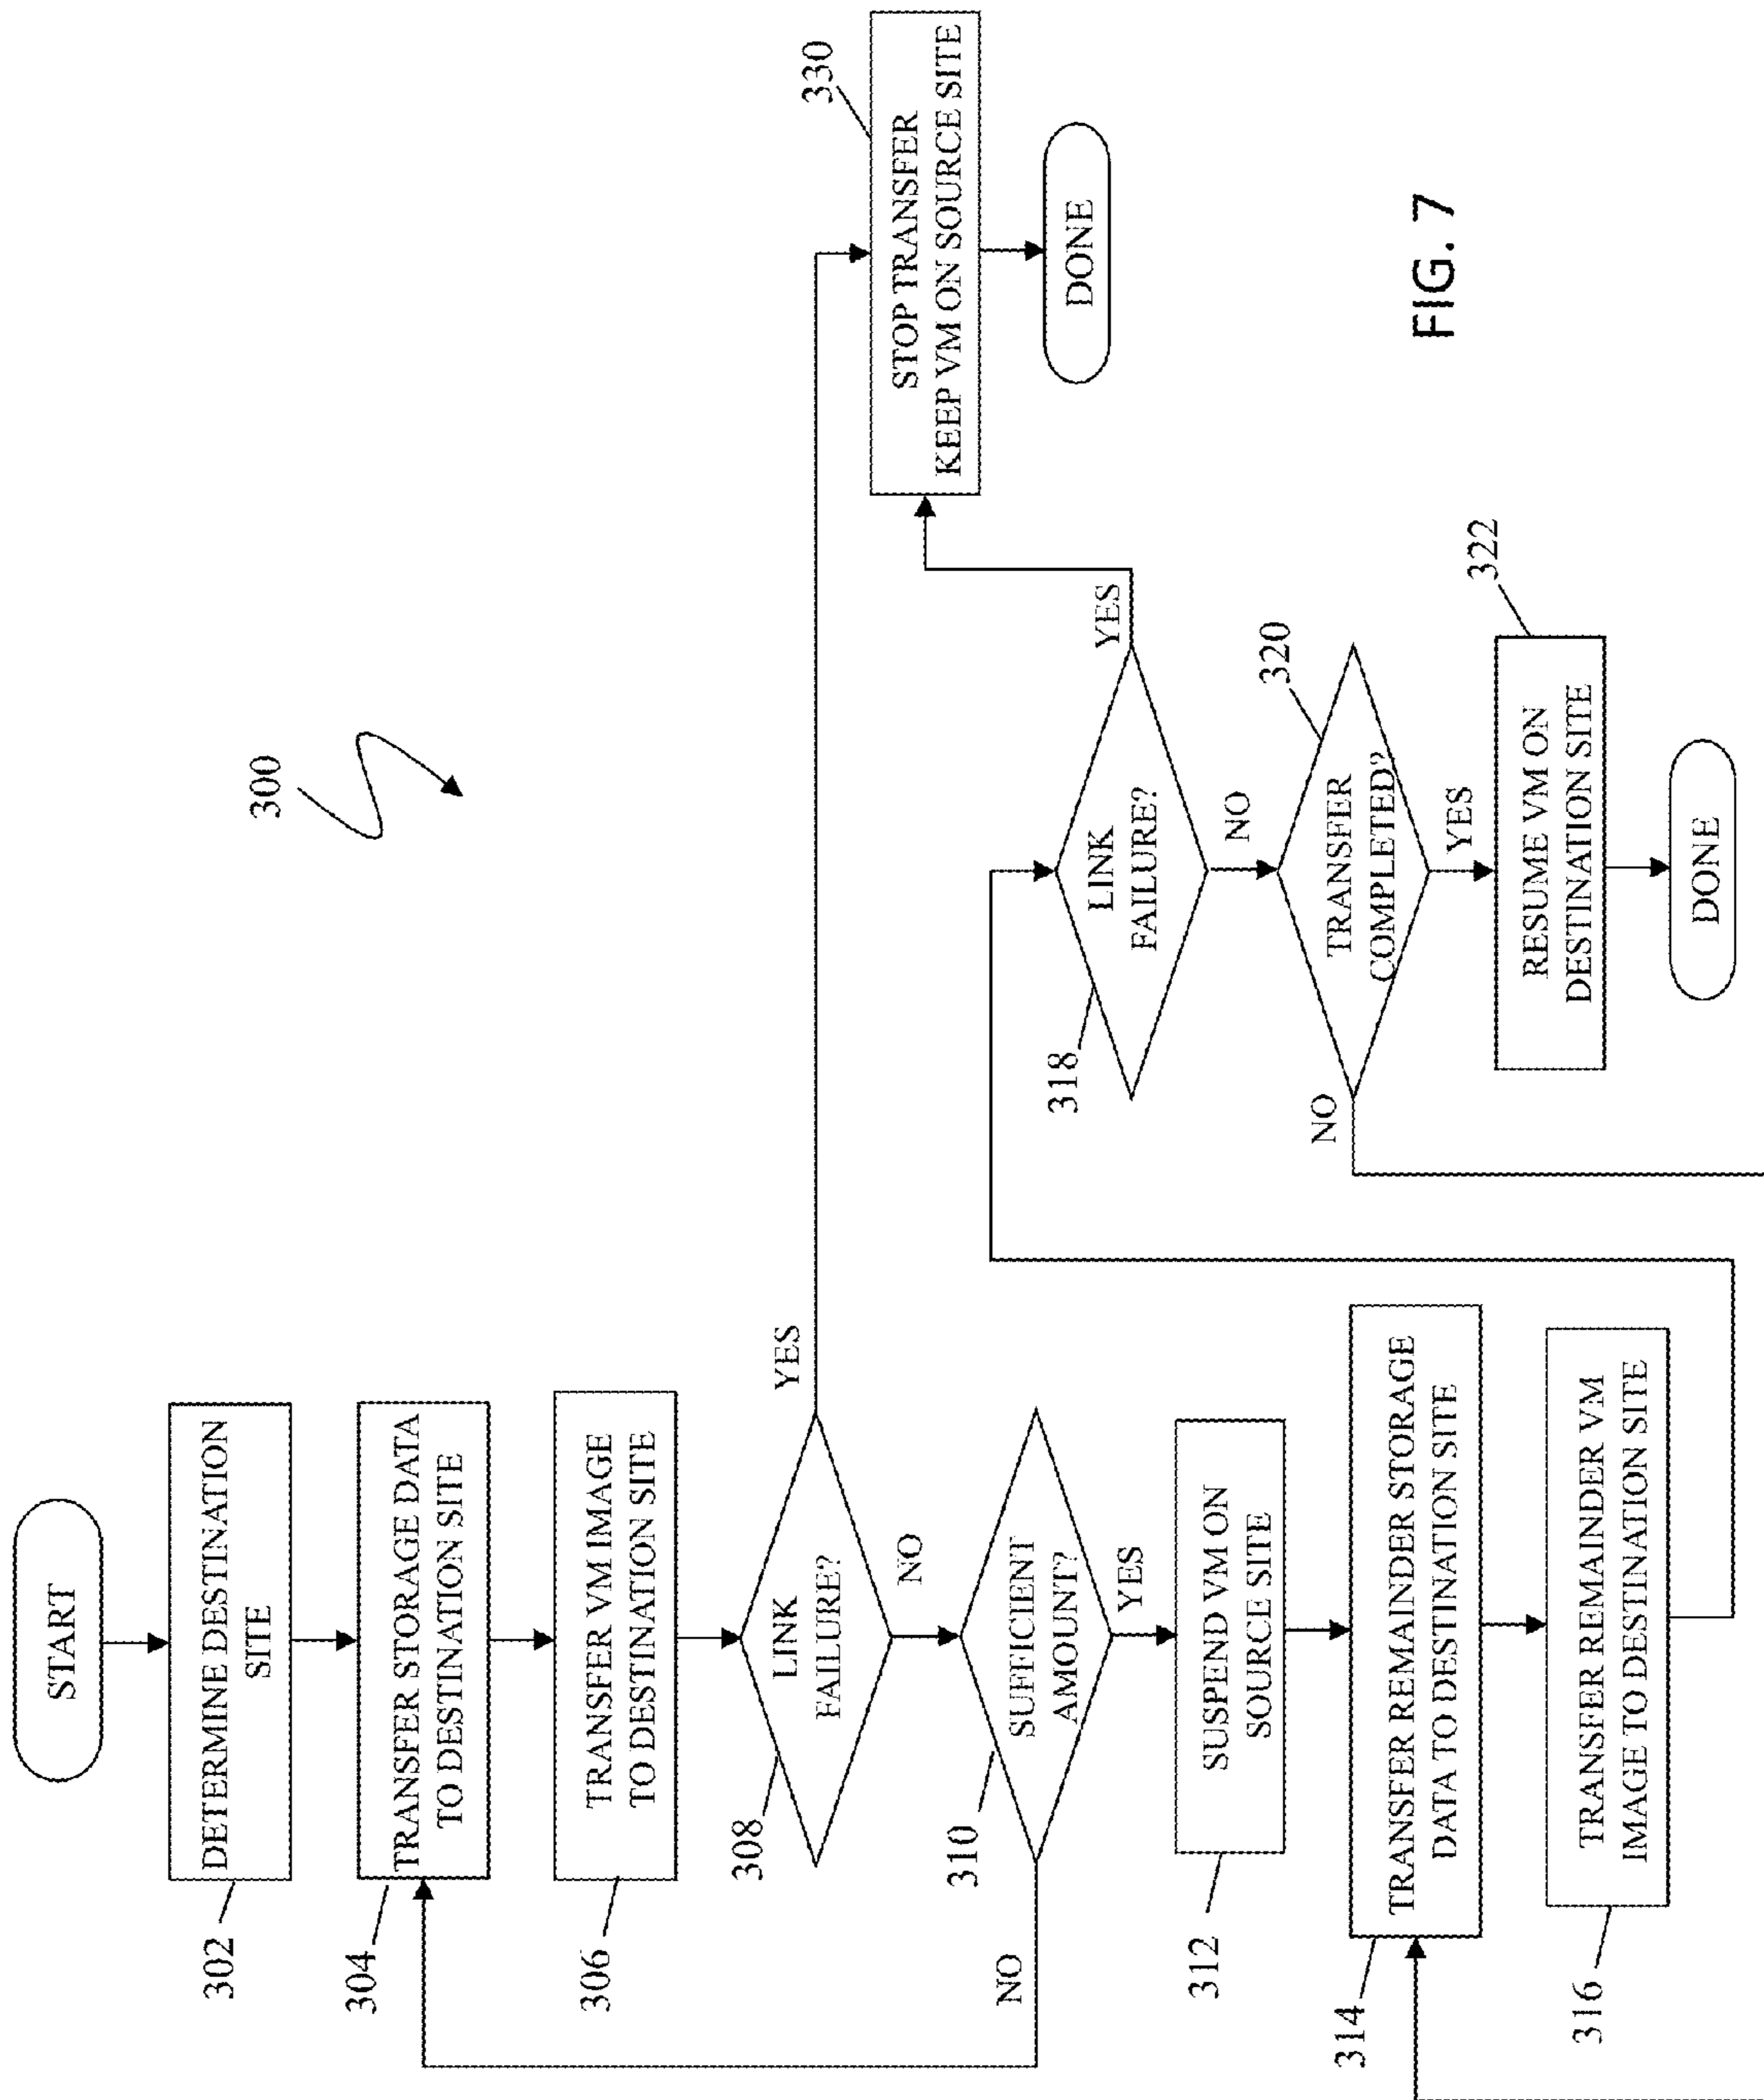 300
START
DETERMINE DESTINATION
SITE
302
TRANSFER STORAGE DATA
TO DESTINATION SITE
304
TRANSFER VM IMAGE
TO DESTINATION SITE
306
LINK
FAILURE?
308
YES
NO
SUFFICIENT
AMOUNT?
310
NO
YES
SUSPEND VM ON
SOURCE SITE
312
TRANSFER REMAINDER STORAGE
DATA TO DESTINATION SITE
314
TRANSFER REMAINDER VM
IMAGE TO DESTINATION SITE
316
LINK
FAILURE?
318
YES
NO
TRANSFER
COMPLETED?
320
NO
YES
RESUME VM ON
DESTINATION SITE
322
DONE
STOP TRANSFER
KEEP VM ON SOURCE SITE
330
DONE
FIG. 7